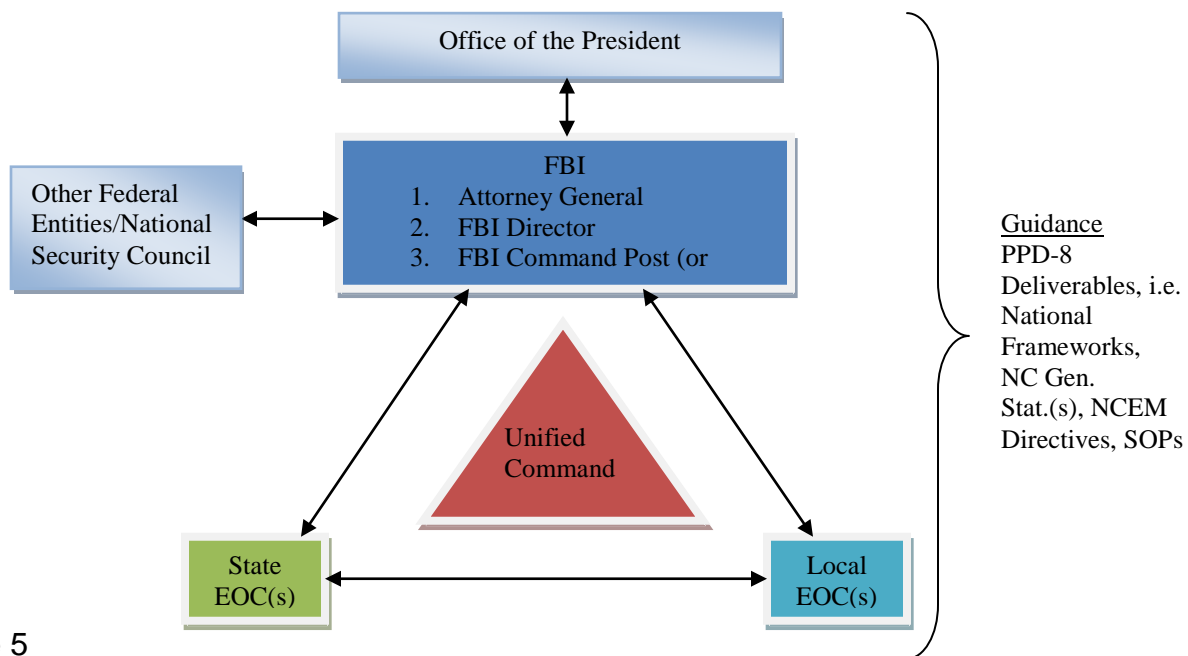 Office of the President
FBI
1. Attorney General
2. FBI Director
3. FBI Command Post (or
Other Federal
Entities/National
Security Council
Guidance
PPD-8
Deliverables, i.e.
National
Frameworks,
NC Gen.
Stat.(s), NCEM
Directives, SOPs
Unified
Command
State
EOC(s)
Local
EOC(s)
5